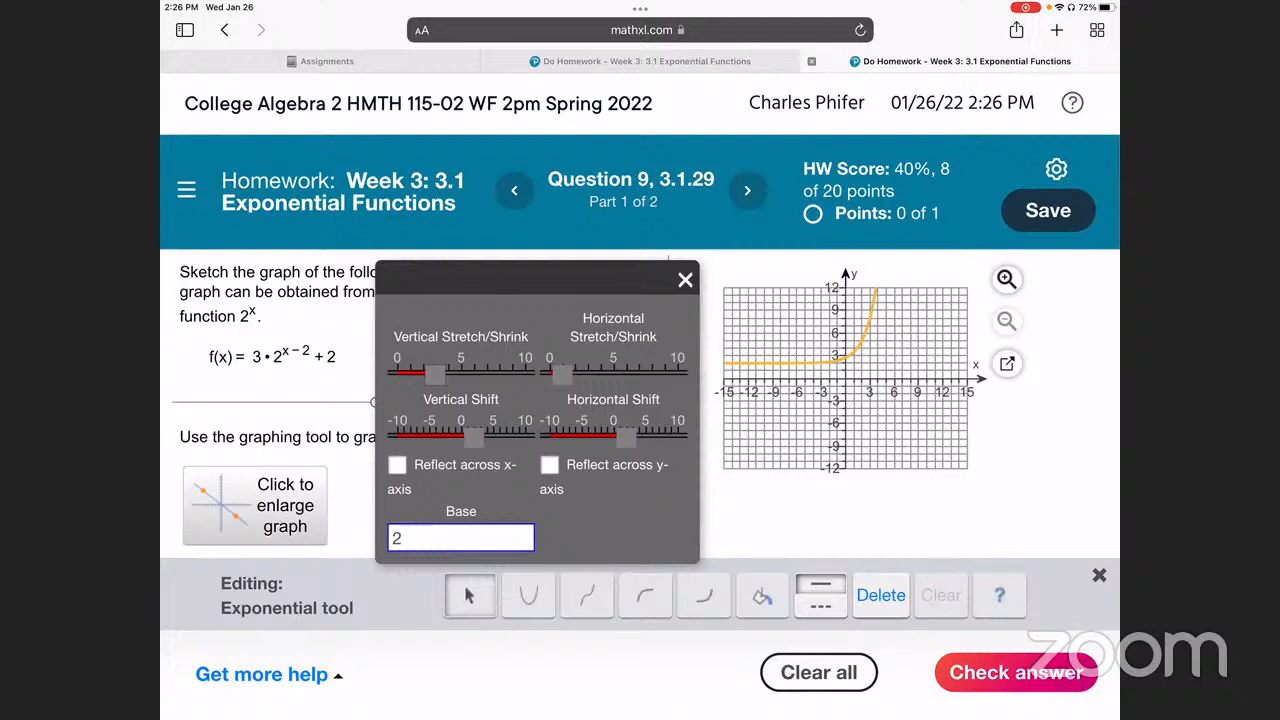 2:26 PM Wed Jan 26
72%
AA mathxl.com
Assignments
Do Homework - Week 3: 3.1 Exponential Functions
Do Homework - Week 3: 3.1 Exponential Functions
College Algebra 2 HMTH 115-02 WF 2pm Spring 2022
Charles Phifer 01/26/22 2:26 PM ?
Homework: Week 3: 3.1
Exponential Functions
Question 9, 3.1.29
Part 1 of 2
HW Score: 40%, 8
of 20 points
Points: 0 of 1
Save
Sketch the graph of the follo
graph can be obtained from
function 2^x.
f(x) = 3•2^(x−2) + 2
Use the graphing tool to gra
Click to
enlarge
graph
Vertical Stretch/Shrink
0 5 10
Horizontal
Stretch/Shrink
0 5 10
Vertical Shift
-10 -5 0 5 10
Horizontal Shift
-10 -5 0 5 10
Reflect across x-
axis
Reflect across y-
axis
Base
2
y
12
9
6
3
x
-15 -12 -9 -6 -3 3 6 9 12 15
-3
-6
-9
-12
Editing:
Exponential tool
Delete
Clear
?
Get more help
Clear all
Check answer
zoom